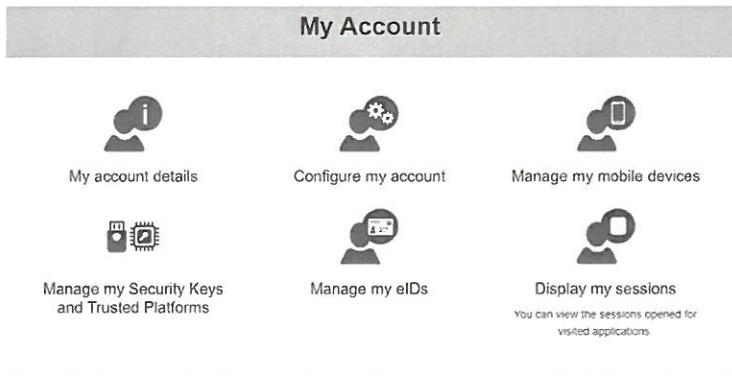 My Account
My account details
Configure my account
Manage my mobile devices
Manage my Security Keys
and Trusted Platforms
Manage my eIDs
Display my sessions
You can view the sessions opened for
visited applications.